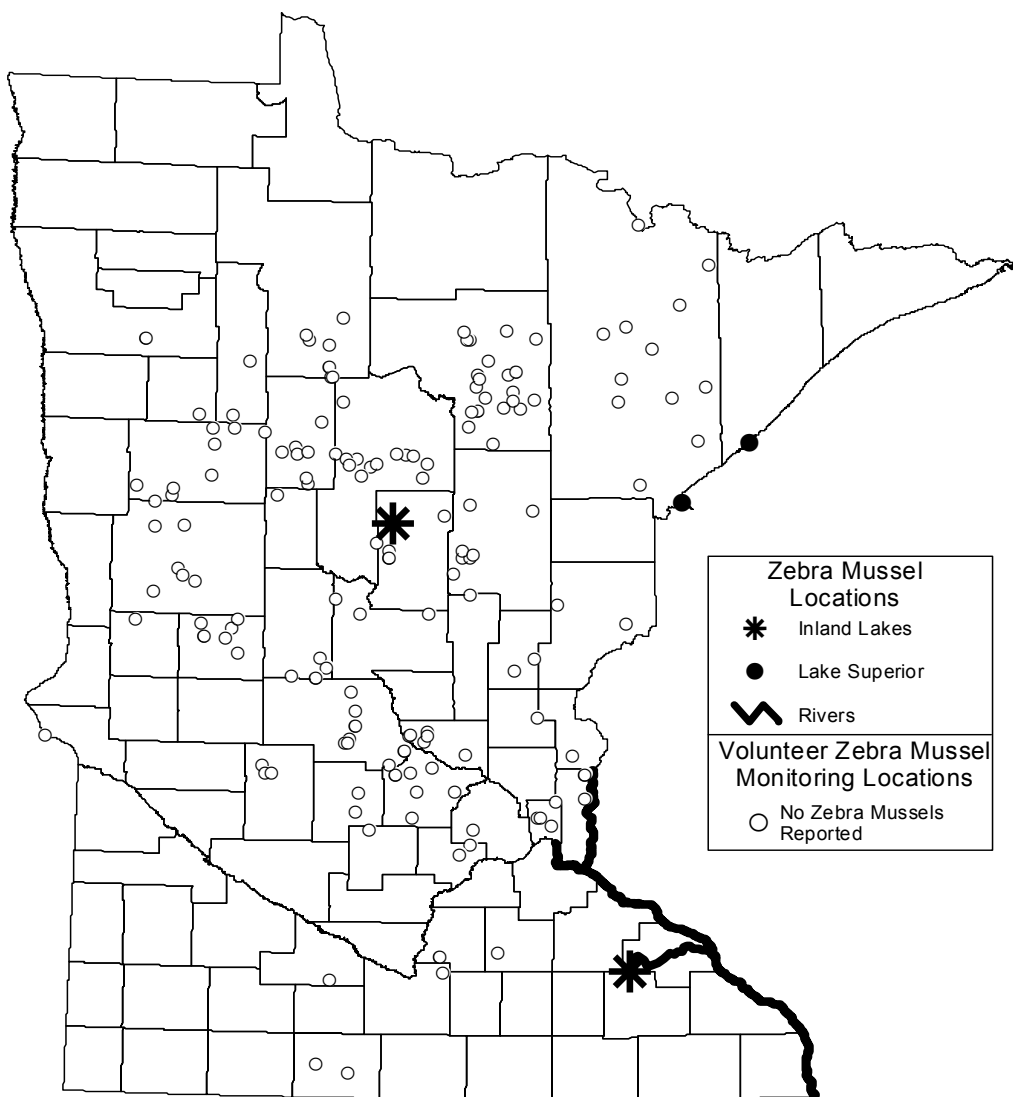 Zebra Mussel
Locations
Inland Lakes
Lake Superior
Rivers
Volunteer Zebra Mussel
Monitoring Locations
No Zebra Mussels
Reported